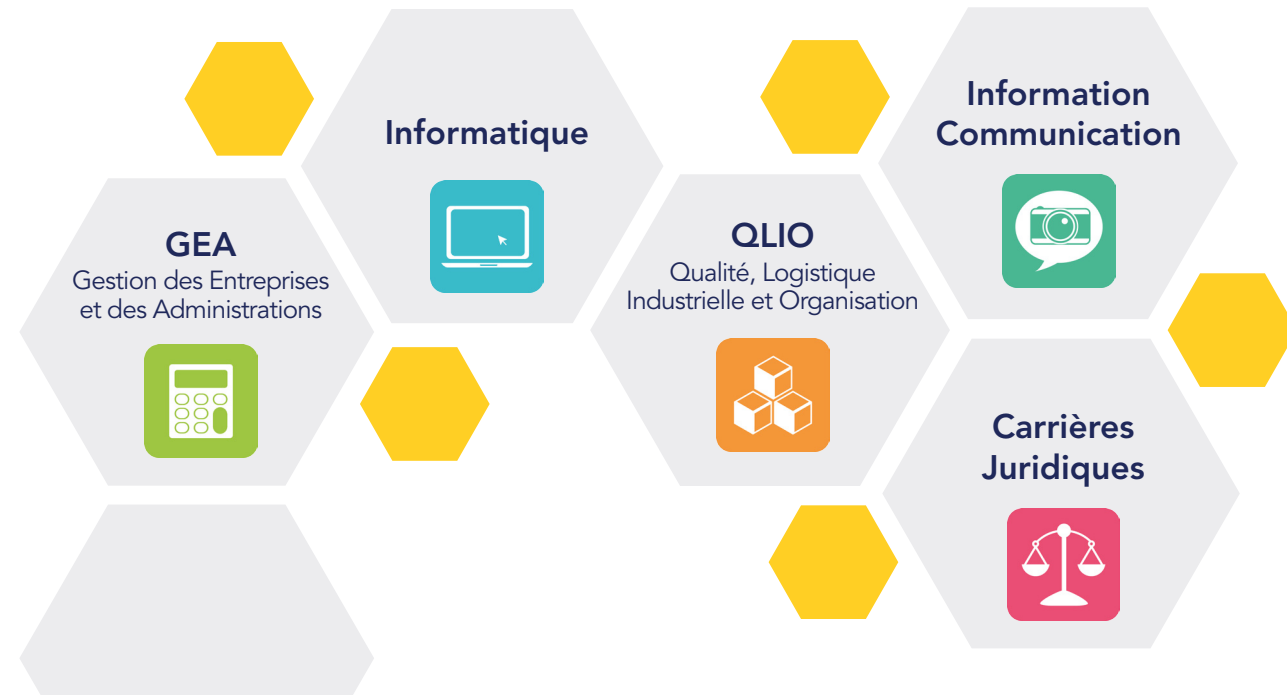 Informatique
Information
Communication
GEA
Gestion des Entreprises
et des Administrations
QLIO
Qualité, Logistique
Industrielle et Organisation
Carrières
Juridiques